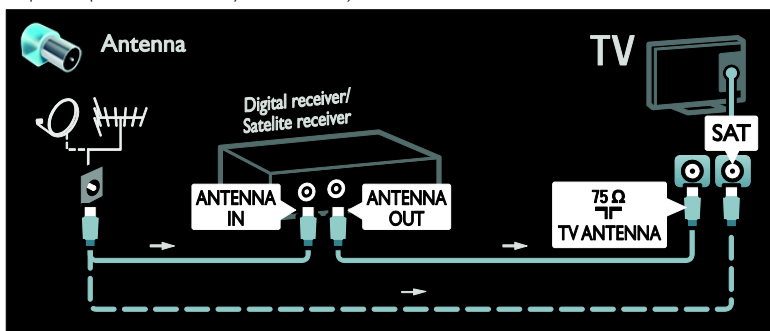 Antenna
TV
Digital receiver/
Satelite receiver
SAT
ANTENNA
IN
ANTENNA
OUT
75 Ω
TV ANTENNA